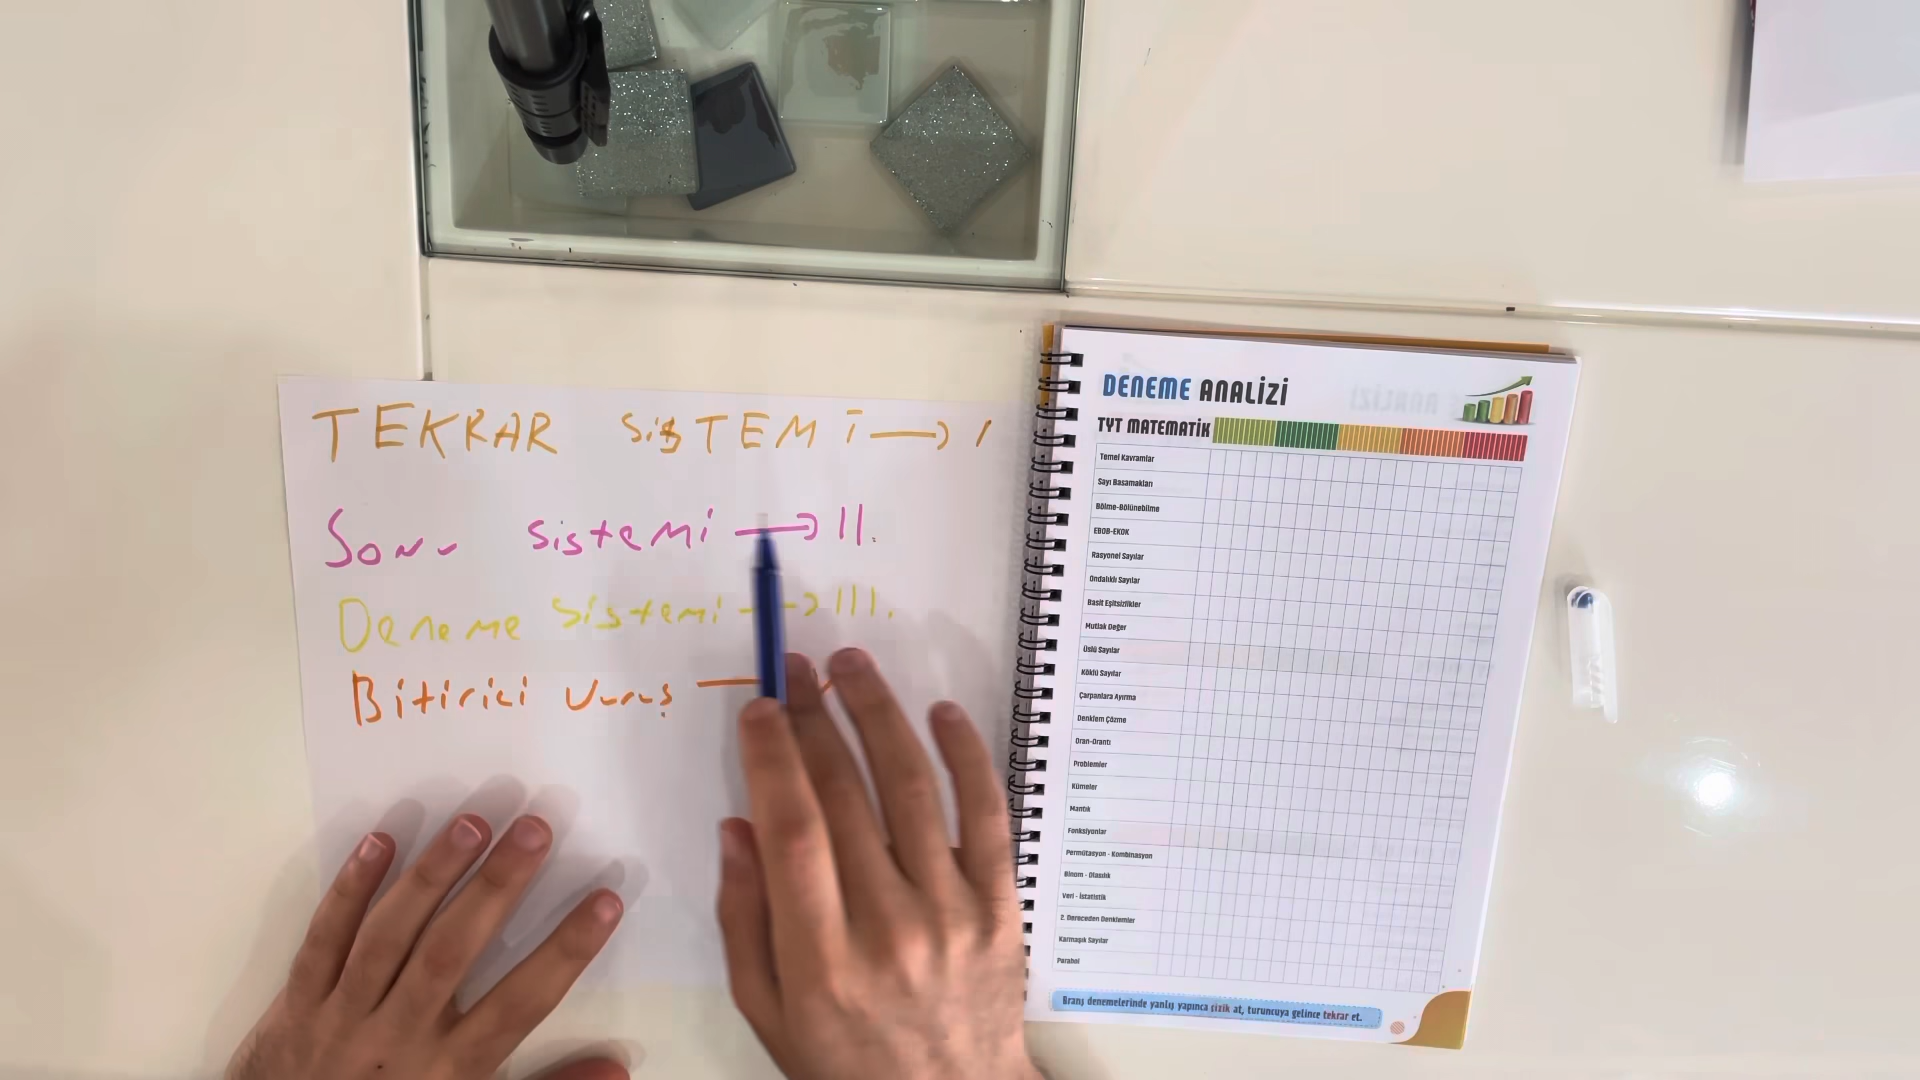 TEKRAR SisTEMİ → I
Soru sistemi → II.
Deneme sistemi → III.
Bitirici Vuruş
DENEME ANALİZİ
TYT MATEMATİK
Temel Kavramlar
Sayı Basamakları
Bölme-Bölünebilme
EBOB-EKOK
Rasyonel Sayılar
Ondalıklı Sayılar
Basit Eşitsizlikler
Mutlak Değer
Üslü Sayılar
Köklü Sayılar
Çarpanlara Ayırma
Denklem Çözme
Oran-Orantı
Problemler
Kümeler
Mantık
Fonksiyonlar
Permütasyon - Kombinasyon
Binom - Olasılık
Veri - İstatistik
2. Dereceden Denklemler
Karmaşık Sayılar
Parabol
Branş denemelerinde yanlış yapınca çizik at, turuncuya gelince tekrar et.